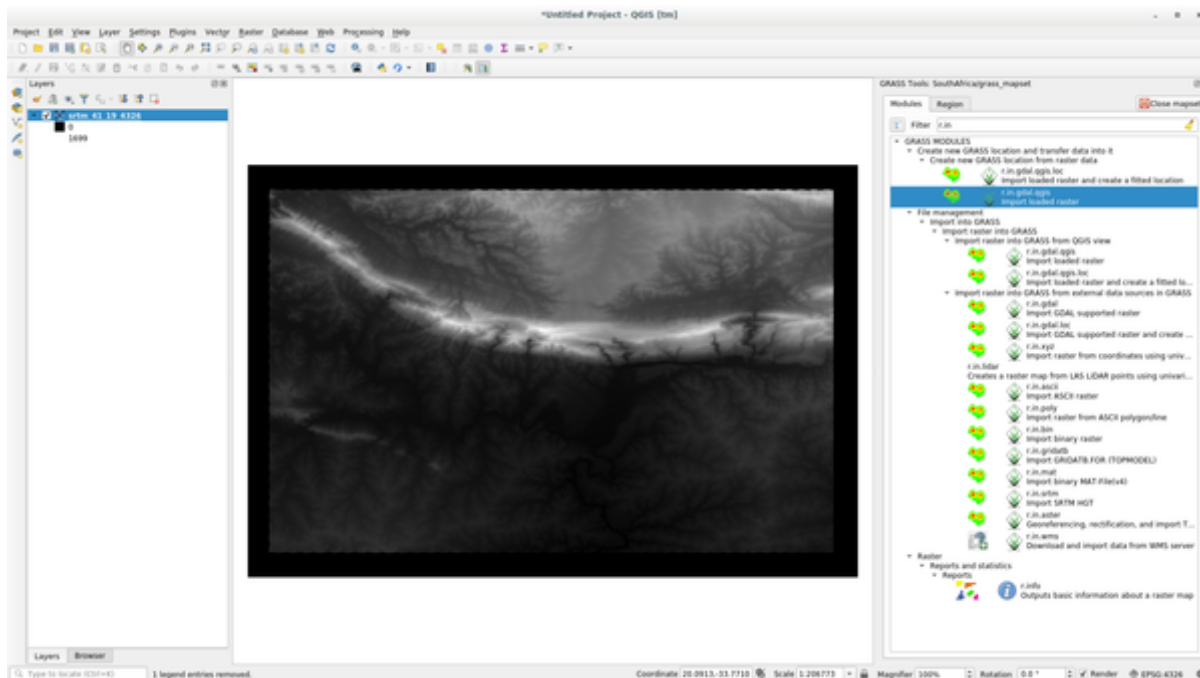 *Untitled Project - QGIS [tm]
Project Edit View Layer Settings Plugins Vector Raster Database Web Processing Help
Layers
srtm_41_19_4326
0
1699
Layers Browser
Type to locate (Ctrl+K)
1 legend entries removed.
GRASS Tools: SouthAfrica/grass_mapset
Modules Region
Close mapset
Filter r.in
GRASS MODULES
Create new GRASS location and transfer data into it
Create new GRASS location from raster data
r.in.gdal.qgis.loc
Import loaded raster and create a fitted location
r.in.gdal.qgis
Import loaded raster
File management
Import into GRASS
Import raster into GRASS
Import raster into GRASS from QGIS view
r.in.gdal.qgis
Import loaded raster
r.in.gdal.qgis.loc
Import loaded raster and create a fitted lo...
Import raster into GRASS from external data sources in GRASS
r.in.gdal
Import GDAL supported raster
r.in.gdal.loc
Import GDAL supported raster and create ...
r.in.xyz
Import raster from coordinates using univ...
r.in.lidar
Creates a raster map from LAS LiDAR points using univari...
r.in.ascii
Import ASCII raster
r.in.poly
Import raster from ASCII polygon/line
r.in.bin
Import binary raster
r.in.gridatb
Import GRIDATB.FOR (TOPMODEL)
r.in.mat
Import binary MAT-File(v4)
r.in.srtm
Import SRTM HGT
r.in.aster
Georeferencing, rectification, and import T...
r.in.wms
Download and import data from WMS server
Raster
Reports and statistics
Reports
r.info
Outputs basic information about a raster map
Coordinate 20.0913,-33.7710 Scale 1:206773 Magnifier 100% Rotation 0.0 ° Render EPSG:4326